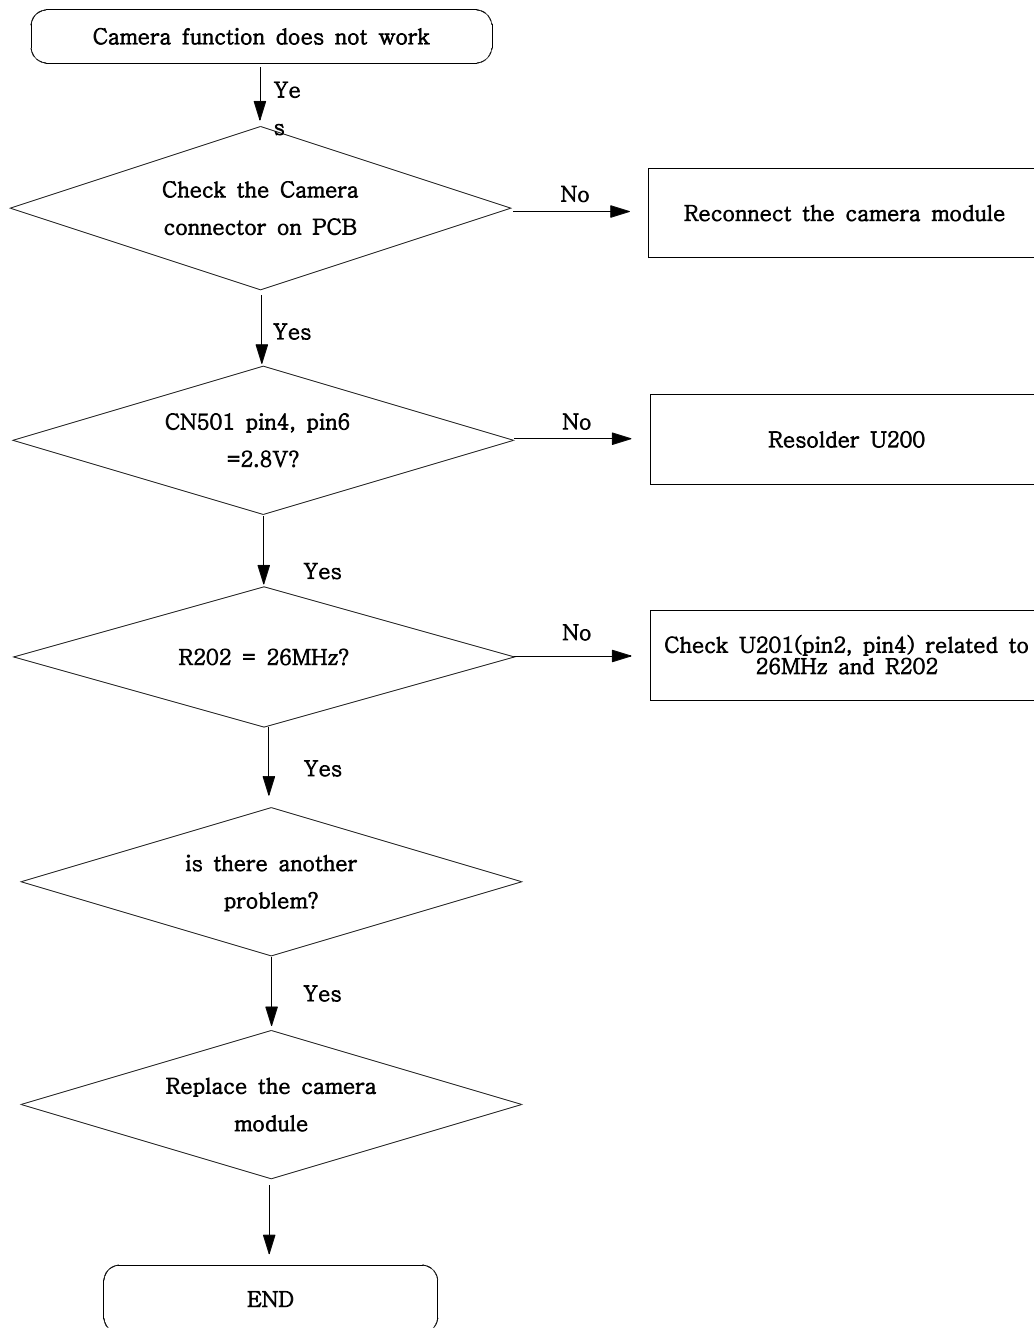 Camera function does not work
Ye
s
Check the Camera
connector on PCB
No
Reconnect the camera module
Yes
CN501 pin4, pin6
=2.8V?
No
Resolder U200
Yes
R202 = 26MHz?
No
Check U201(pin2, pin4) related to
26MHz and R202
Yes
is there another
problem?
Yes
Replace the camera
module
END